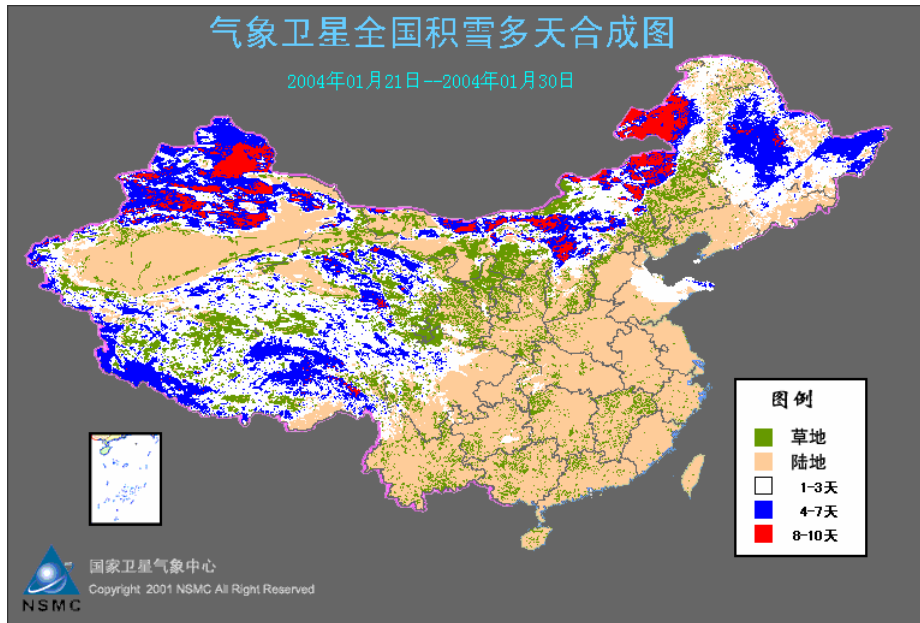 气象卫星全国积雪多天合成图
2004年01月21日--2004年01月30日
图例
草地
陆地
1-3天
4-7天
8-10天
国家卫星气象中心
Copyright 2001 NSMC All Right Reserved
NSMC